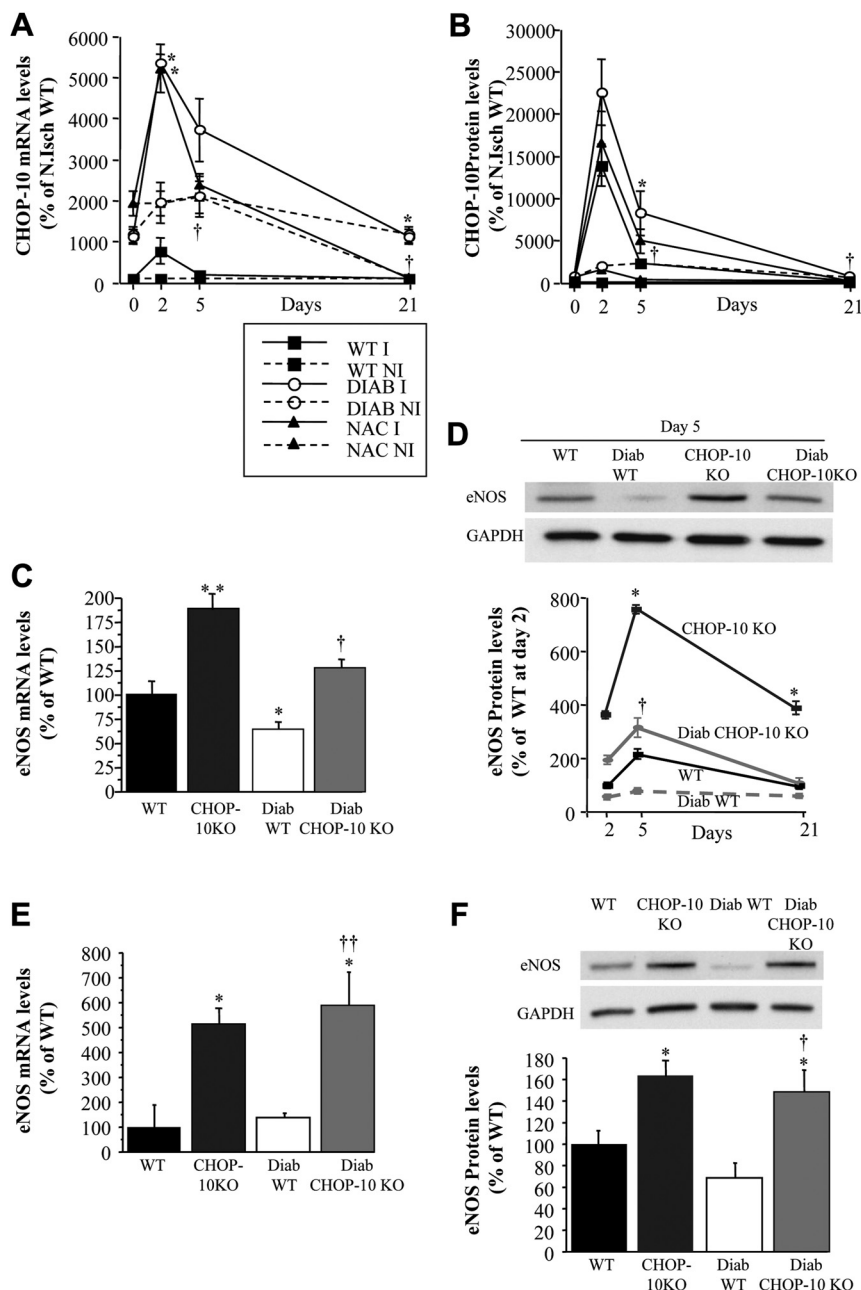 A
CHOP-10 mRNA levels
(% of N.Isch WT)
6000
5000
4000
3000
2000
1000
0
*
*
†
*
†
0 2 5 Days 21
B
CHOP-10Protein levels
(% of N.Isch WT)
30000
25000
20000
15000
10000
5000
0
*
†
†
0 2 5 Days 21
WT I
WT NI
DIAB I
DIAB NI
NAC I
NAC NI
C
eNOS mRNA levels
(% of WT)
200
175
150
125
100
75
50
25
0
**
*
†
WT
CHOP-
10KO
Diab
WT
Diab
CHOP-10 KO
D
Day 5
WT
Diab
WT
CHOP-10
KO
Diab
CHOP-10KO
eNOS
GAPDH
eNOS Protein levels
(% of WT at day 2)
800
600
400
200
0
*
CHOP-10 KO
*
†
Diab CHOP-10 KO
WT
Diab WT
2 5 Days 21
E
eNOS mRNA levels
(% of WT)
800
700
600
500
400
300
200
100
0
*
††
*
WT
CHOP-
10KO
Diab
WT
Diab
CHOP-10 KO
F
WT
CHOP-10
KO
Diab WT
Diab
CHOP-10
KO
eNOS
GAPDH
eNOS Protein levels
(% of WT)
180
160
140
120
100
80
60
40
20
0
*
†
*
WT
CHOP-
10KO
Diab
WT
Diab
CHOP-10 KO